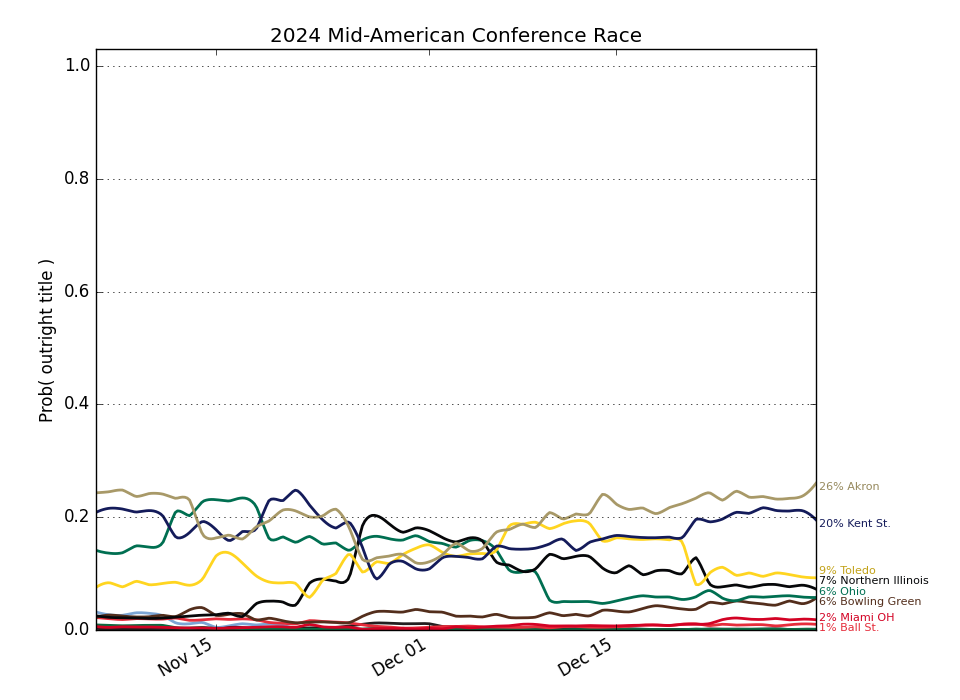 2024 Mid-American Conference Race
1.0
0.8
0.6
0.4
0.2
0.0
Prob( outright title )
Nov 15
Dec 01
Dec 15
26% Akron
20% Kent St.
9% Toledo
7% Northern Illinois
6% Ohio
6% Bowling Green
2% Miami OH
1% Ball St.